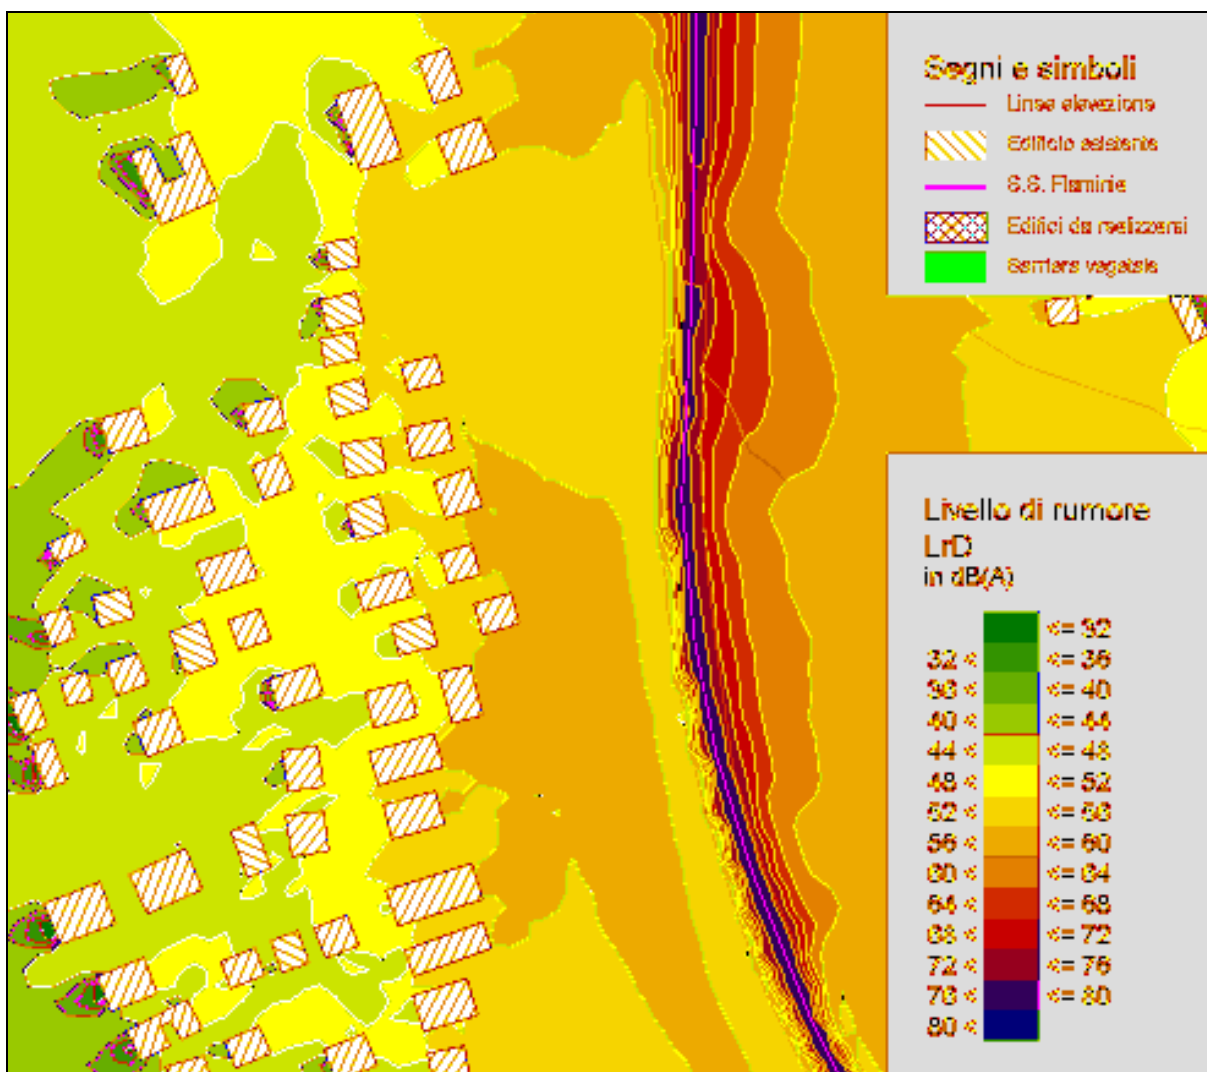 Segni e simboli
Linea elevazione
Edificio esistente
S.S. Flaminia
Edifici da realizzarsi
Barriera vegetale
Livello di rumore
LrD
in dB(A)
<= 32
32 < <= 36
36 < <= 40
40 < <= 44
44 < <= 48
48 < <= 52
52 < <= 56
56 < <= 60
60 < <= 64
64 < <= 68
68 < <= 72
72 < <= 76
76 < <= 80
80 <